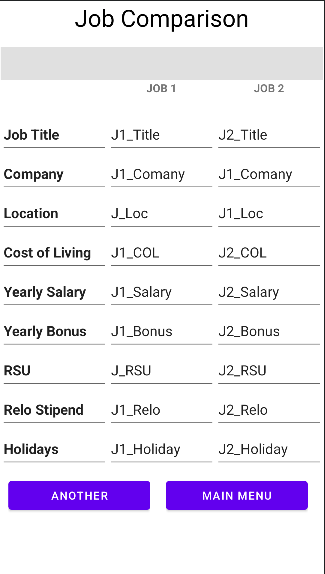 Job Comparison
JOB 1 JOB 2
Job Title J1_Title J2_Title
Company J1_Comany J1_Comany
Location J_Loc J1_Loc
Cost of Living J1_COL J2_COL
Yearly Salary J1_Salary J2_Salary
Yearly Bonus J1_Bonus J2_Bonus
RSU J_RSU J2_RSU
Relo Stipend J1_Relo J2_Relo
Holidays J1_Holiday J2_Holiday
ANOTHER MAIN MENU